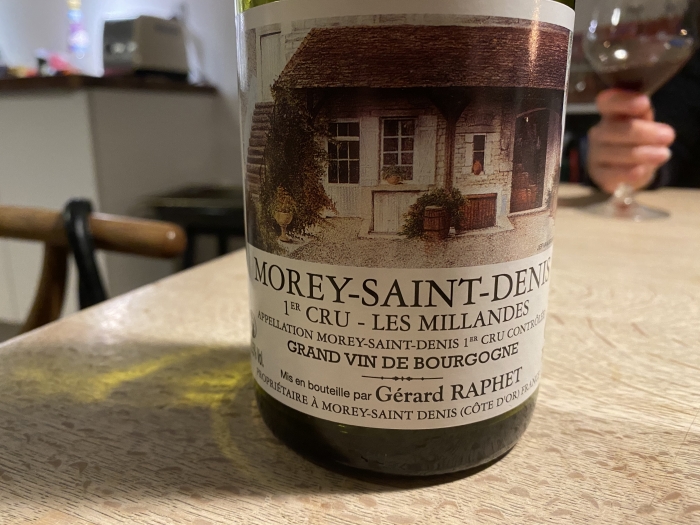 MOREY-SAINT-DENIS
1ER CRU - LES MILLANDES
APPELLATION MOREY-SAINT-DENIS 1ER CRU CONTRÔLÉE
GRAND VIN DE BOURGOGNE
Mis en bouteille par Gérard RAPHET
PROPRIÉTAIRE À MOREY-SAINT DENIS (CÔTE D'OR) FRANCE